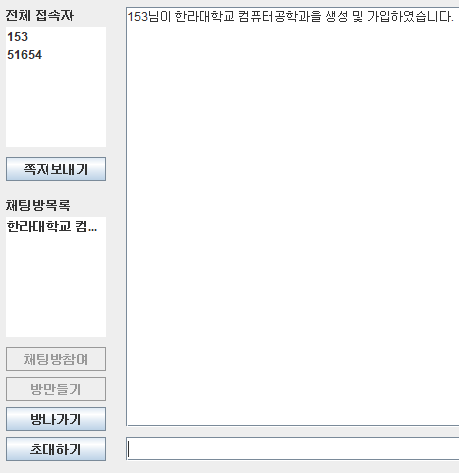 전체 접속자
153
51654
쪽지보내기
채팅방목록
한라대학교 컴...
채팅방참여
방만들기
방나가기
초대하기
153님이 한라대학교 컴퓨터공학과을 생성 및 가입하였습니다.